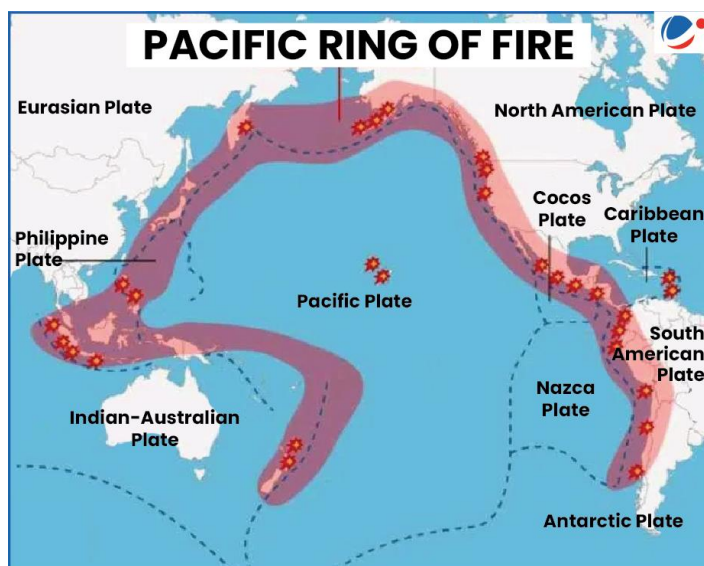 PACIFIC RING OF FIRE
Eurasian Plate
North American Plate
Cocos
Plate
Caribbean
Plate
Philippine
Plate
Pacific Plate
South
American
Plate
Nazca
Plate
Indian-Australian
Plate
Antarctic Plate